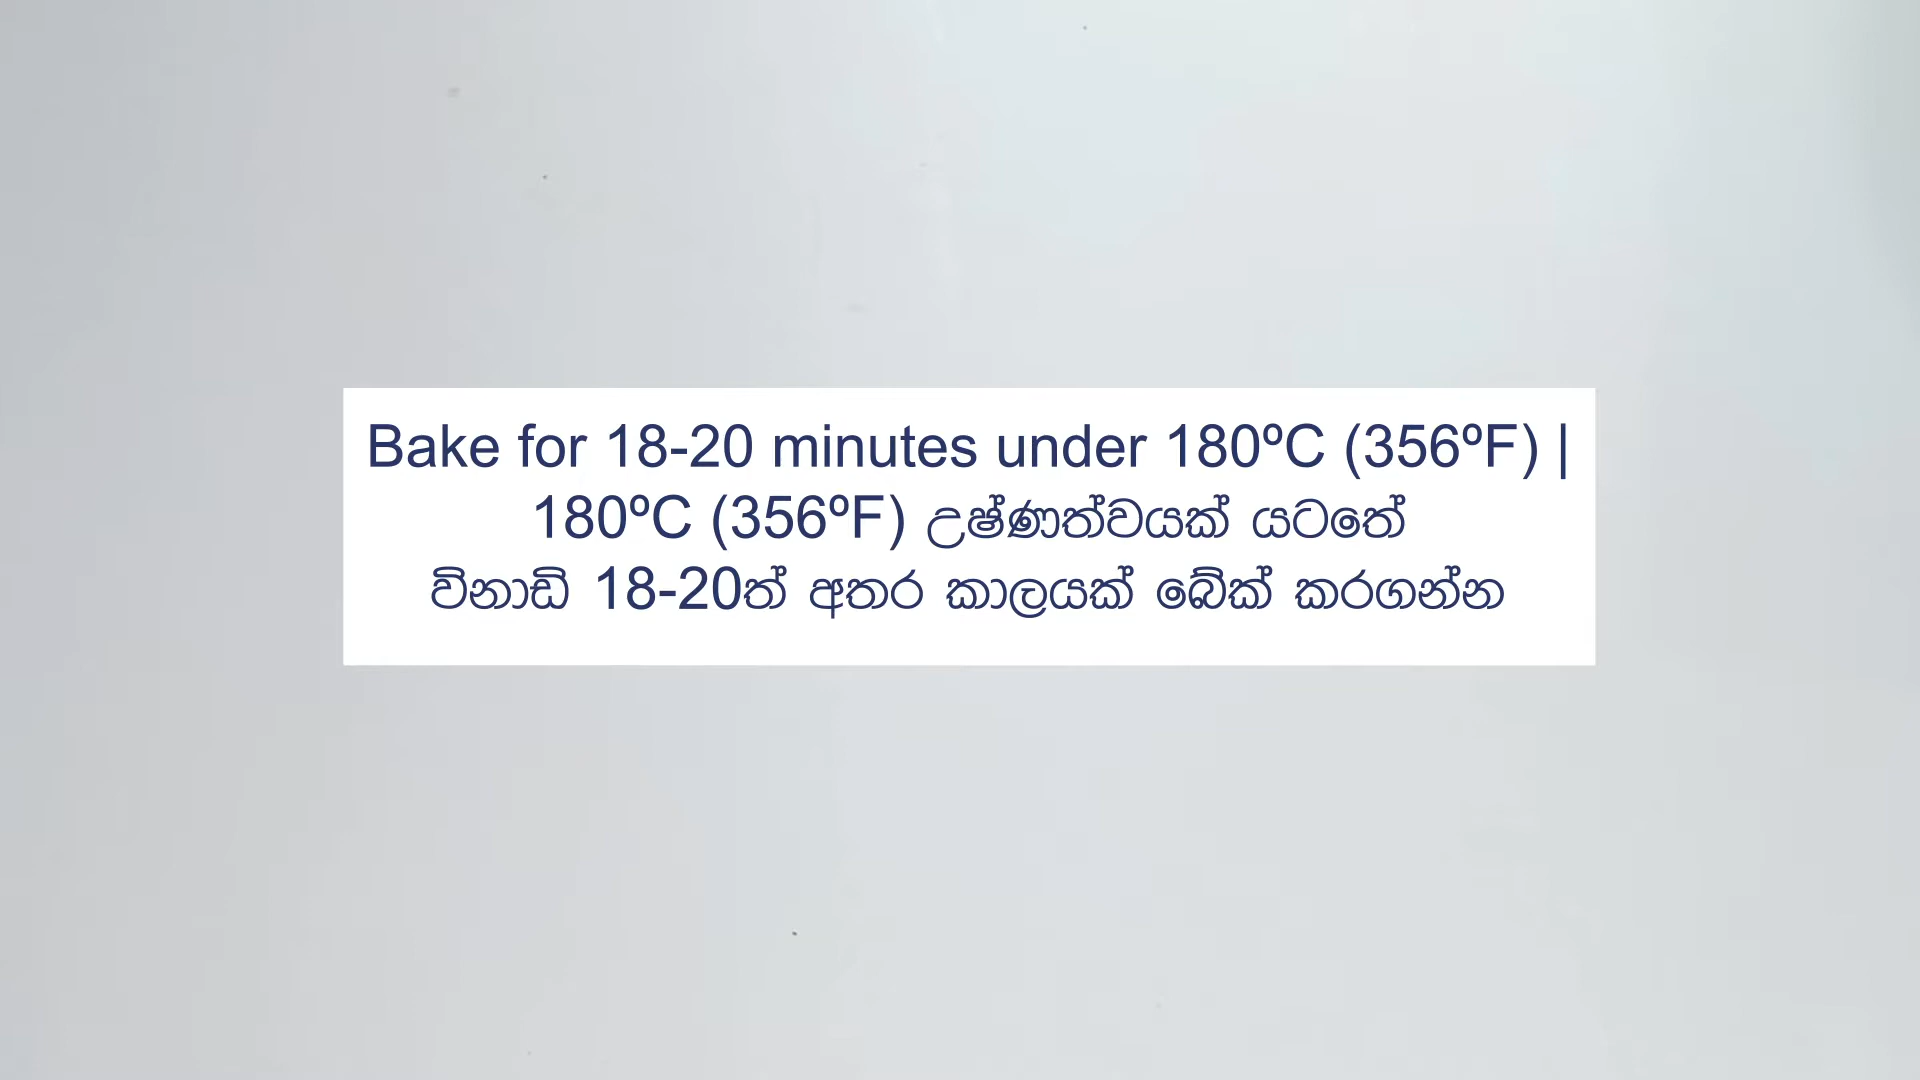 Bake for 18-20 minutes under 180ºC (356ºF) |
180ºC (356ºF) උෂ්ණත්වයක් යටතේ
විනාඩි 18-20ත් අතර කාලයක් බේක් කරගන්න